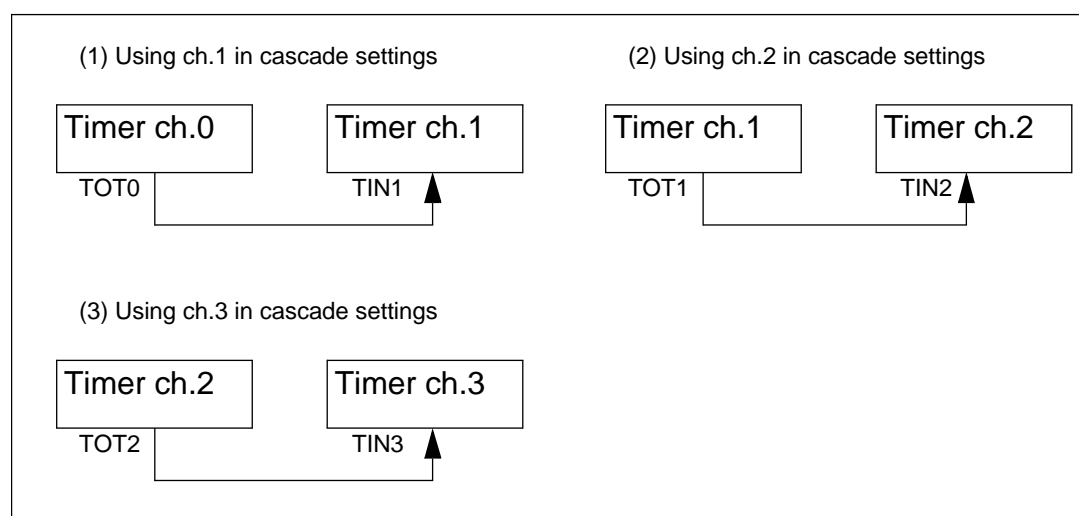 (1) Using ch.1 in cascade settings
Timer ch.0
Timer ch.1
TOT0
TIN1
(2) Using ch.2 in cascade settings
Timer ch.1
Timer ch.2
TOT1
TIN2
(3) Using ch.3 in cascade settings
Timer ch.2
Timer ch.3
TOT2
TIN3